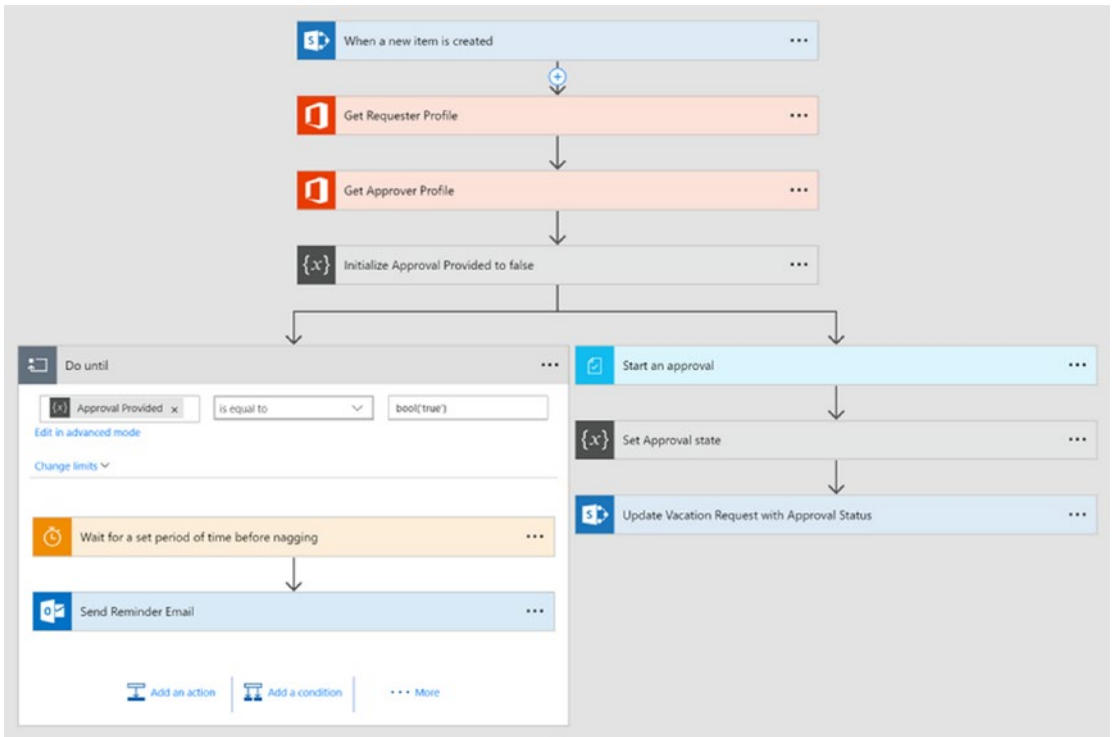 When a new item is created
Get Requester Profile
Get Approver Profile
{x} Initialize Approval Provided to false
Do until
{x} Approval Provided x is equal to bool('true')
Edit in advanced mode
Change limits
Wait for a set period of time before nagging
Send Reminder Email
Add an action Add a condition ··· More
Start an approval
{x} Set Approval state
Update Vacation Request with Approval Status